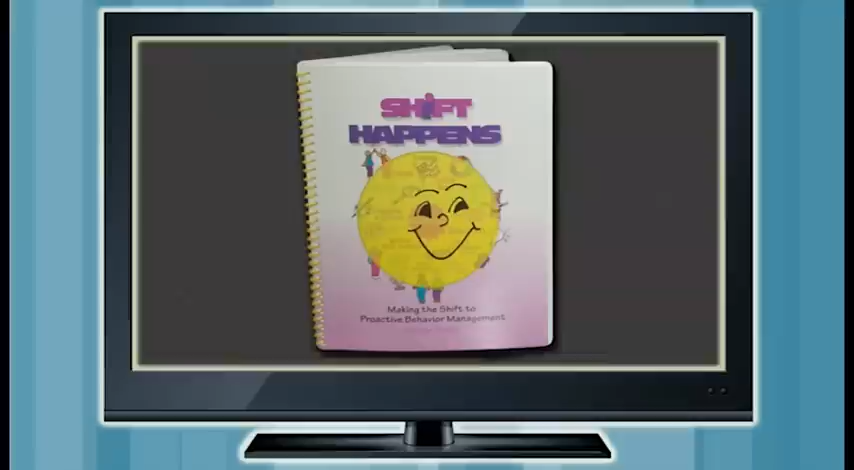 SHiFT
HAPPENS
Making the Shift to
Proactive Behavior Management